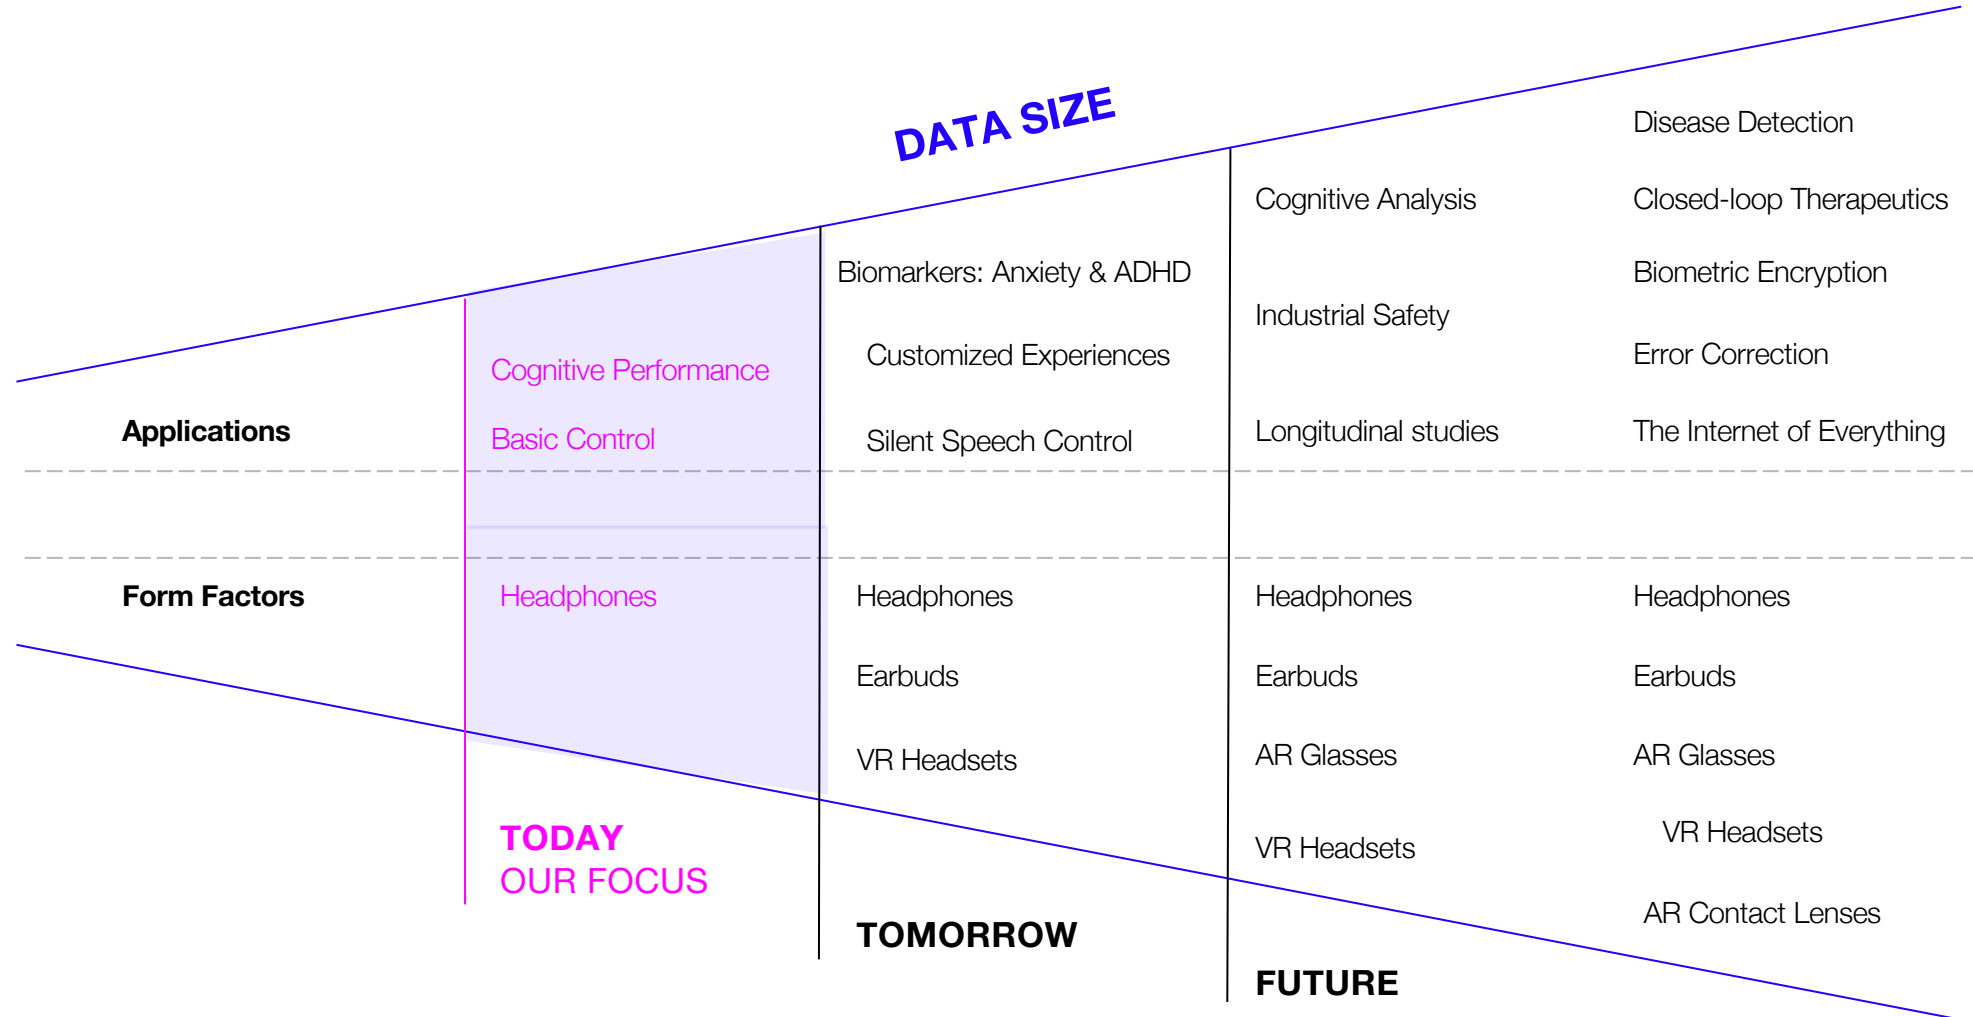 DATA SIZE
Applications
Cognitive Performance
Basic Control
Biomarkers: Anxiety & ADHD
Customized Experiences
Silent Speech Control
Cognitive Analysis
Industrial Safety
Longitudinal studies
Disease Detection
Closed-loop Therapeutics
Biometric Encryption
Error Correction
The Internet of Everything
Form Factors
Headphones
Headphones
Earbuds
VR Headsets
Headphones
Earbuds
AR Glasses
VR Headsets
Headphones
Earbuds
AR Glasses
VR Headsets
AR Contact Lenses
TODAY
OUR FOCUS
TOMORROW
FUTURE